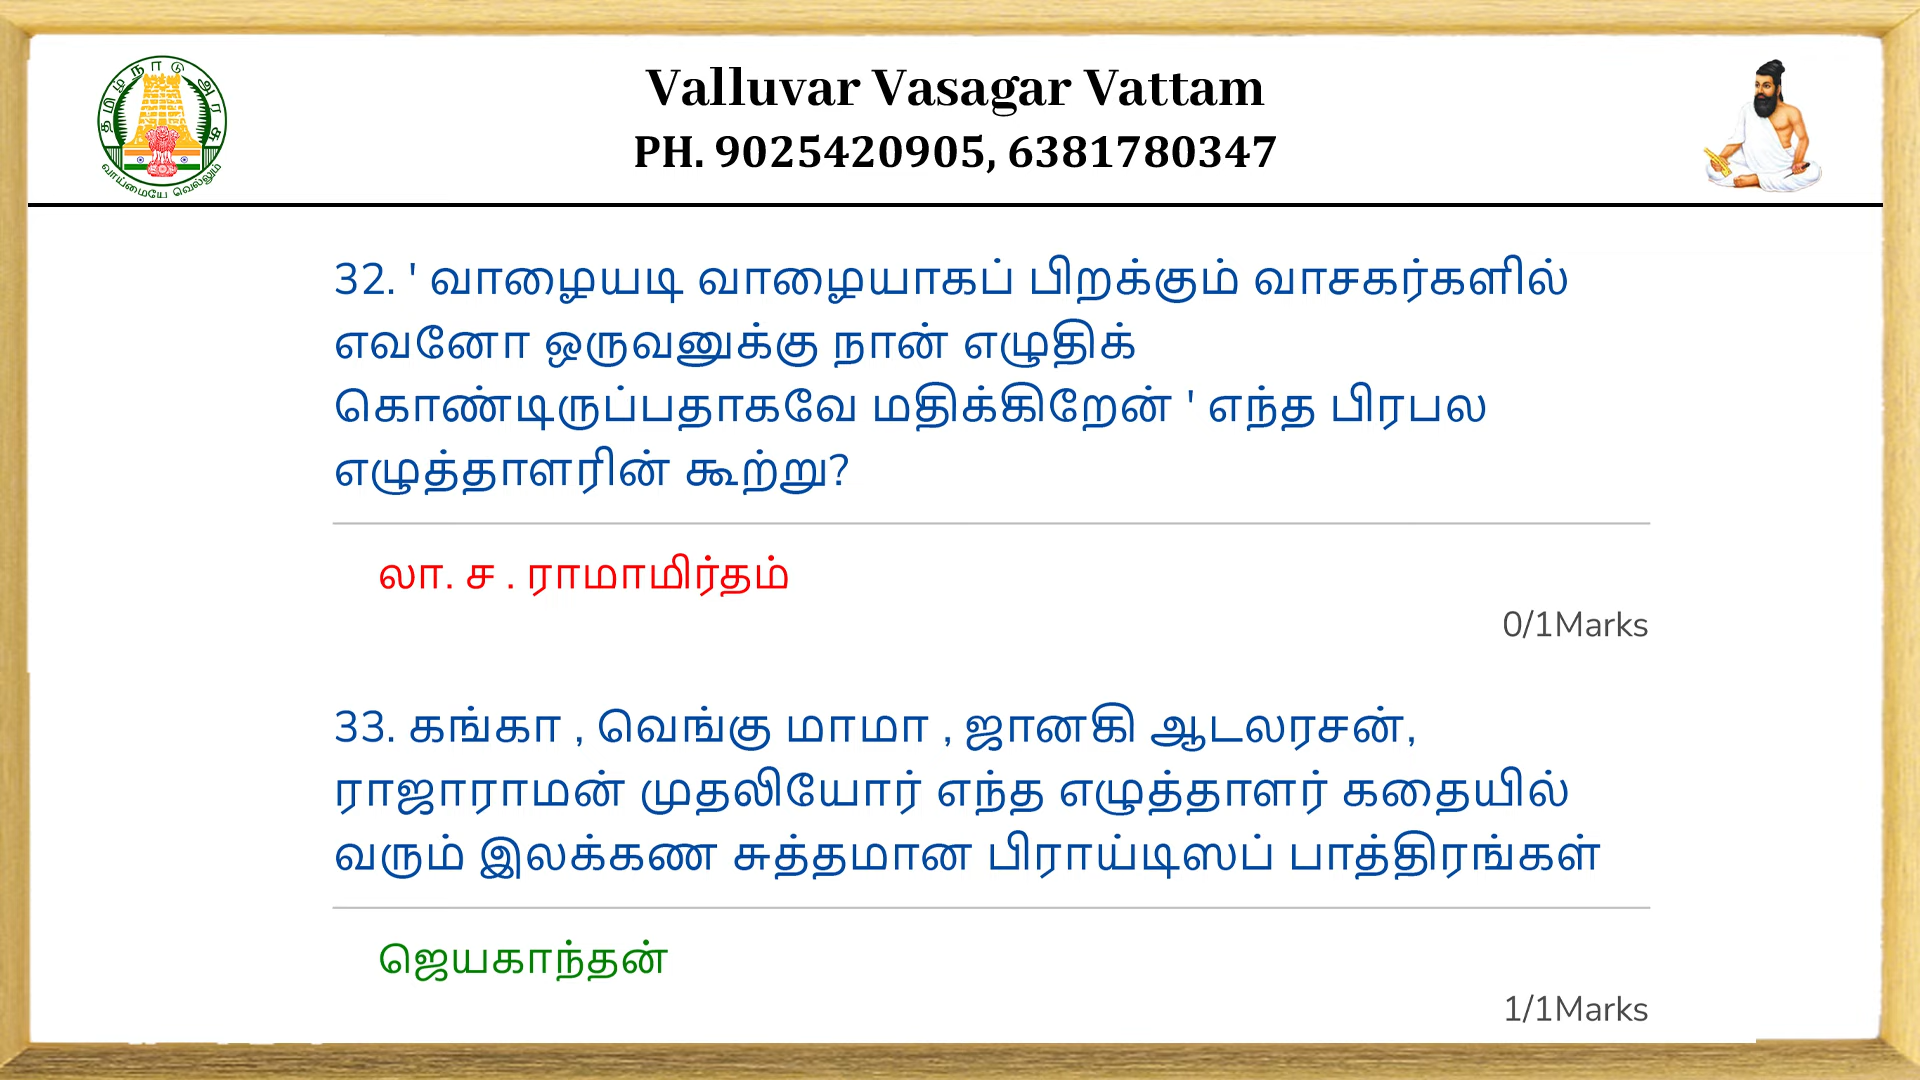 தமிழ்நாடு அரசு
வாய்மையே வெல்லும்
Valluvar Vasagar Vattam
PH. 9025420905, 6381780347
32. ' வாழையடி வாழையாகப் பிறக்கும் வாசகர்களில்
எவனோ ஒருவனுக்கு நான் எழுதிக்
கொண்டிருப்பதாகவே மதிக்கிறேன் ' எந்த பிரபல
எழுத்தாளரின் கூற்று?
லா. ச . ராமாமிர்தம்
0/1Marks
33. கங்கா , வெங்கு மாமா , ஜானகி ஆடலரசன்,
ராஜாராமன் முதலியோர் எந்த எழுத்தாளர் கதையில்
வரும் இலக்கண சுத்தமான பிராய்டிஸப் பாத்திரங்கள்
ஜெயகாந்தன்
1/1Marks